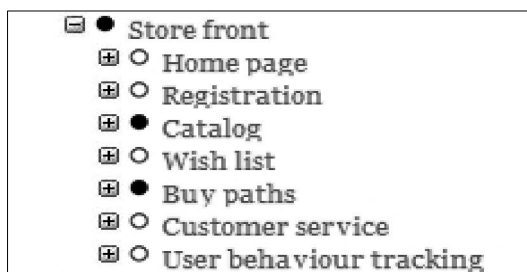 Store front
Home page
Registration
Catalog
Wish list
Buy paths
Customer service
User behaviour tracking